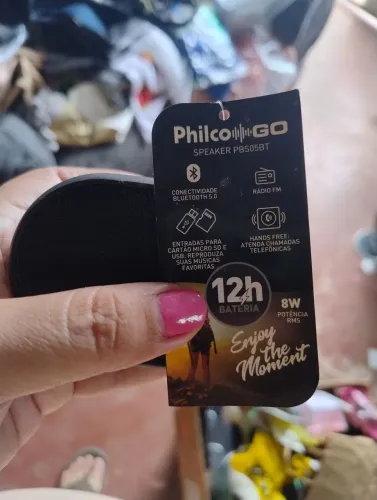 Philco GO
SPEAKER PBS05BT
CONECTIVIDADE
BLUETOOTH 5.0
RÁDIO FM
ENTRADAS PARA
CARTÃO MICRO SD E
USB: REPRODUZA
SUAS MÚSICAS
FAVORITAS
HANDS FREE:
ATENDA CHAMADAS
TELEFÔNICAS
12h
BATERIA
8W
POTÊNCIA
RMS
Enjoy
the
Moment